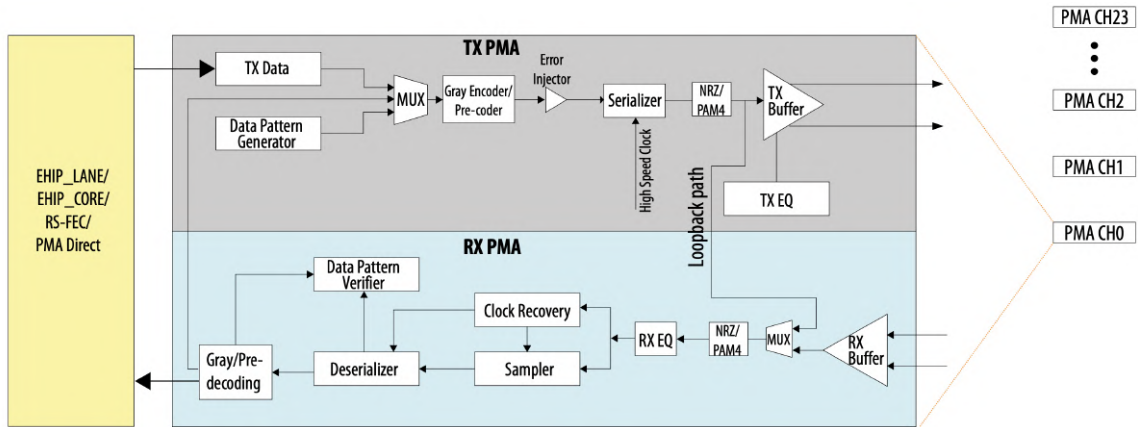 PMA CH23
TX PMA
TX Data
MUX
Gray Encoder/
Pre-coder
Error
Injector
Serializer
NRZ/
PAM4
TX
Buffer
PMA CH2
Data Pattern
Generator
High Speed Clock
TX EQ
Loopback path
PMA CH1
EHIP_LANE/
EHIP_CORE/
RS-FEC/
PMA Direct
PMA CH0
RX PMA
Data Pattern
Verifier
Clock Recovery
Gray/Pre-
decoding
Deserializer
Sampler
RX EQ
NRZ/
PAM4
MUX
RX
Buffer